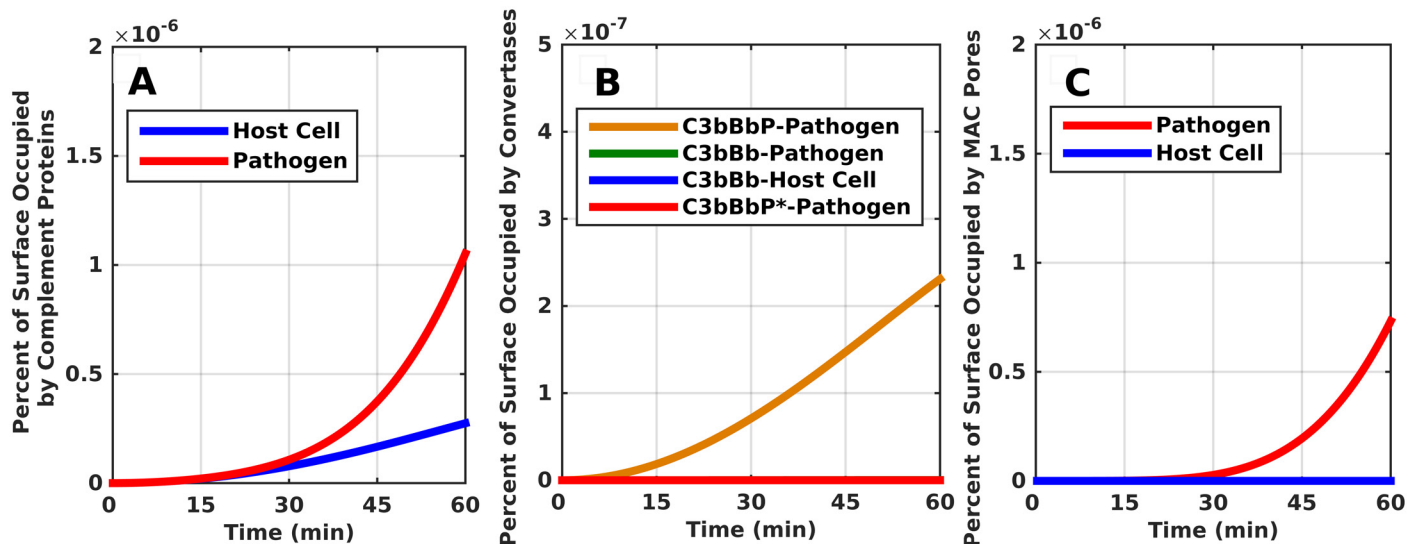 ×10⁻⁶
A
Host Cell
Pathogen
2
1.5
1
0.5
0
0 15 30 45 60
Time (min)
Percent of Surface Occupied
by Complement Proteins
×10⁻⁷
B
C3bBbP-Pathogen
C3bBb-Pathogen
C3bBb-Host Cell
C3bBbP*-Pathogen
5
4
3
2
1
0
0 15 30 45 60
Time (min)
Percent of Surface Occupied by Convertases
×10⁻⁶
C
Pathogen
Host Cell
2
1.5
1
0.5
0
0 15 30 45 60
Time (min)
Percent of Surface Occupied by MAC Pores